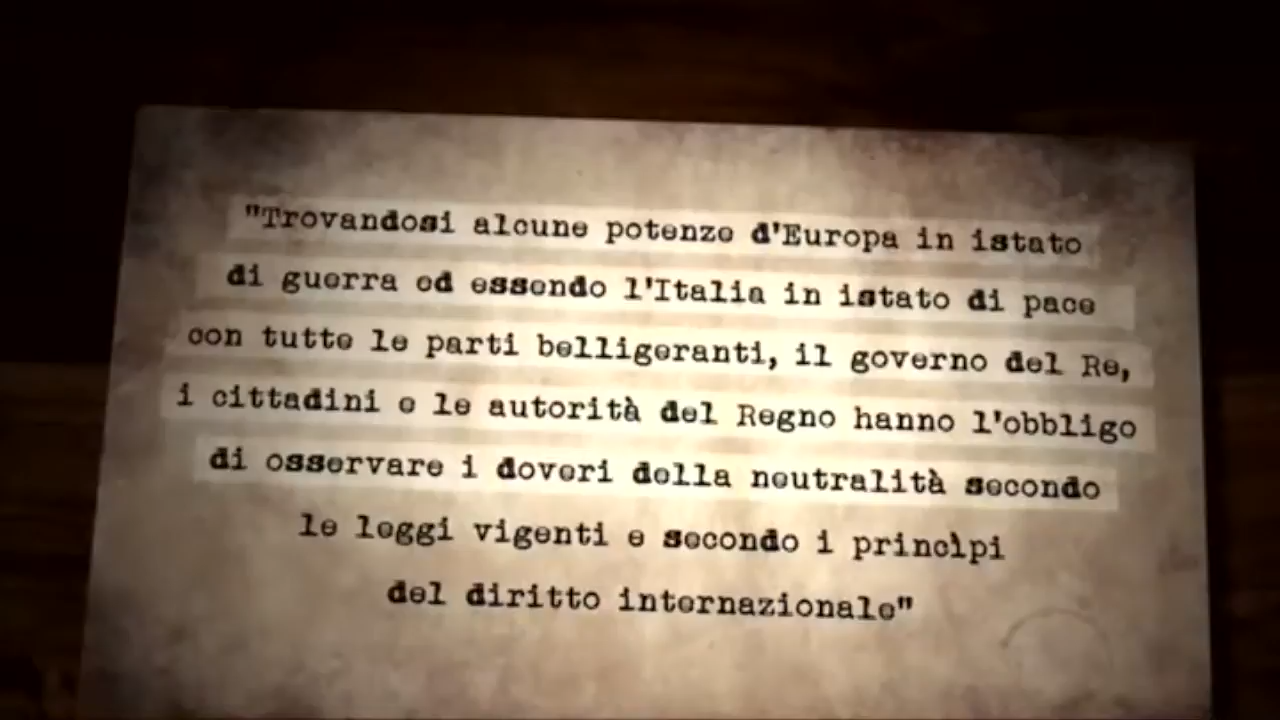 "Trovandosi alcune potenze d'Europa in istato
di guerra ed essendo l'Italia in istato di pace
con tutte le parti belligeranti, il governo del Re,
i cittadini e le autorità del Regno hanno l'obbligo
di osservare i doveri della neutralità secondo
le leggi vigenti e secondo i princìpi
del diritto internazionale"